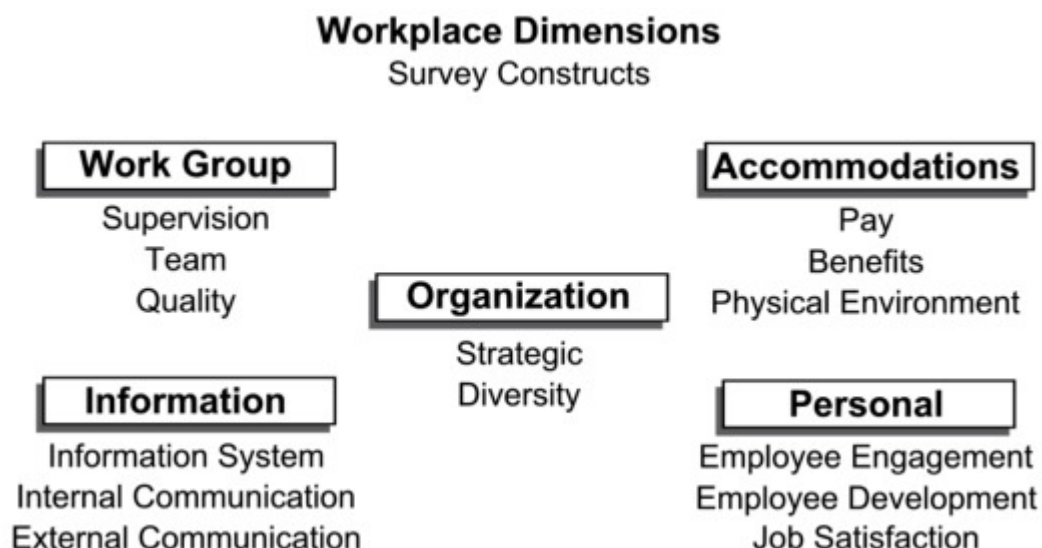 Workplace Dimensions
Survey Constructs
Work Group
Supervision
Team
Quality
Accommodations
Pay
Benefits
Physical Environment
Organization
Strategic
Diversity
Information
Information System
Internal Communication
External Communication
Personal
Employee Engagement
Employee Development
Job Satisfaction